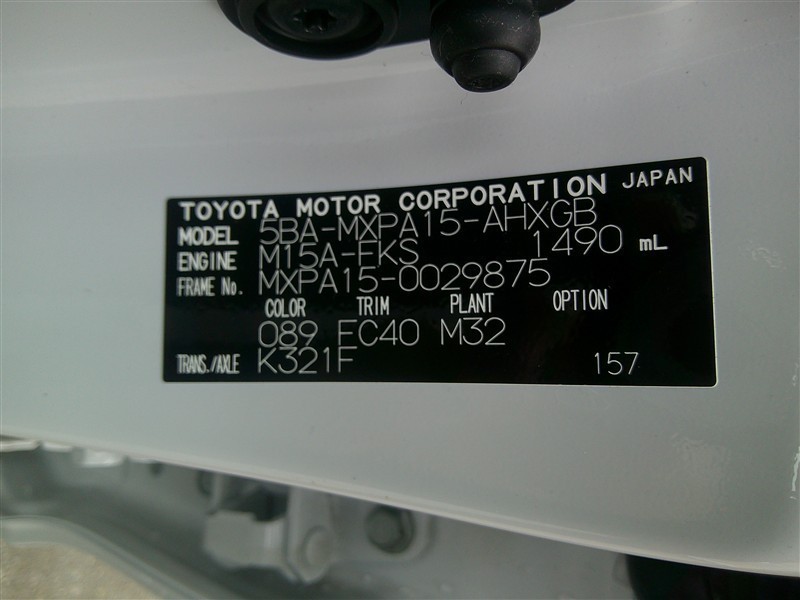 TOYOTA MOTOR CORPORATION JAPAN
MODEL 5BA-MXPA15-AHXGB
ENGINE M15A-FKS 1490 mL
FRAME No. MXPA15-0029875
COLOR TRIM PLANT OPTION
089 FC40 M32
TRANS./AXLE K321F 157